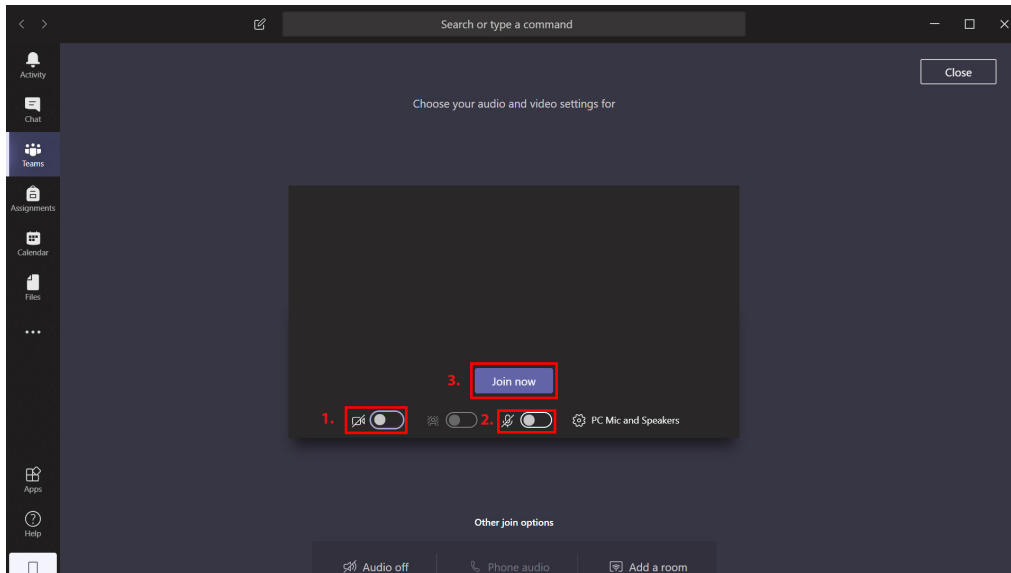 Search or type a command
Activity
Chat
Teams
Assignments
Calendar
Files
Apps
Help
Close
Choose your audio and video settings for
3. Join now
1. 2. PC Mic and Speakers
Other join options
Audio off Phone audio Add a room